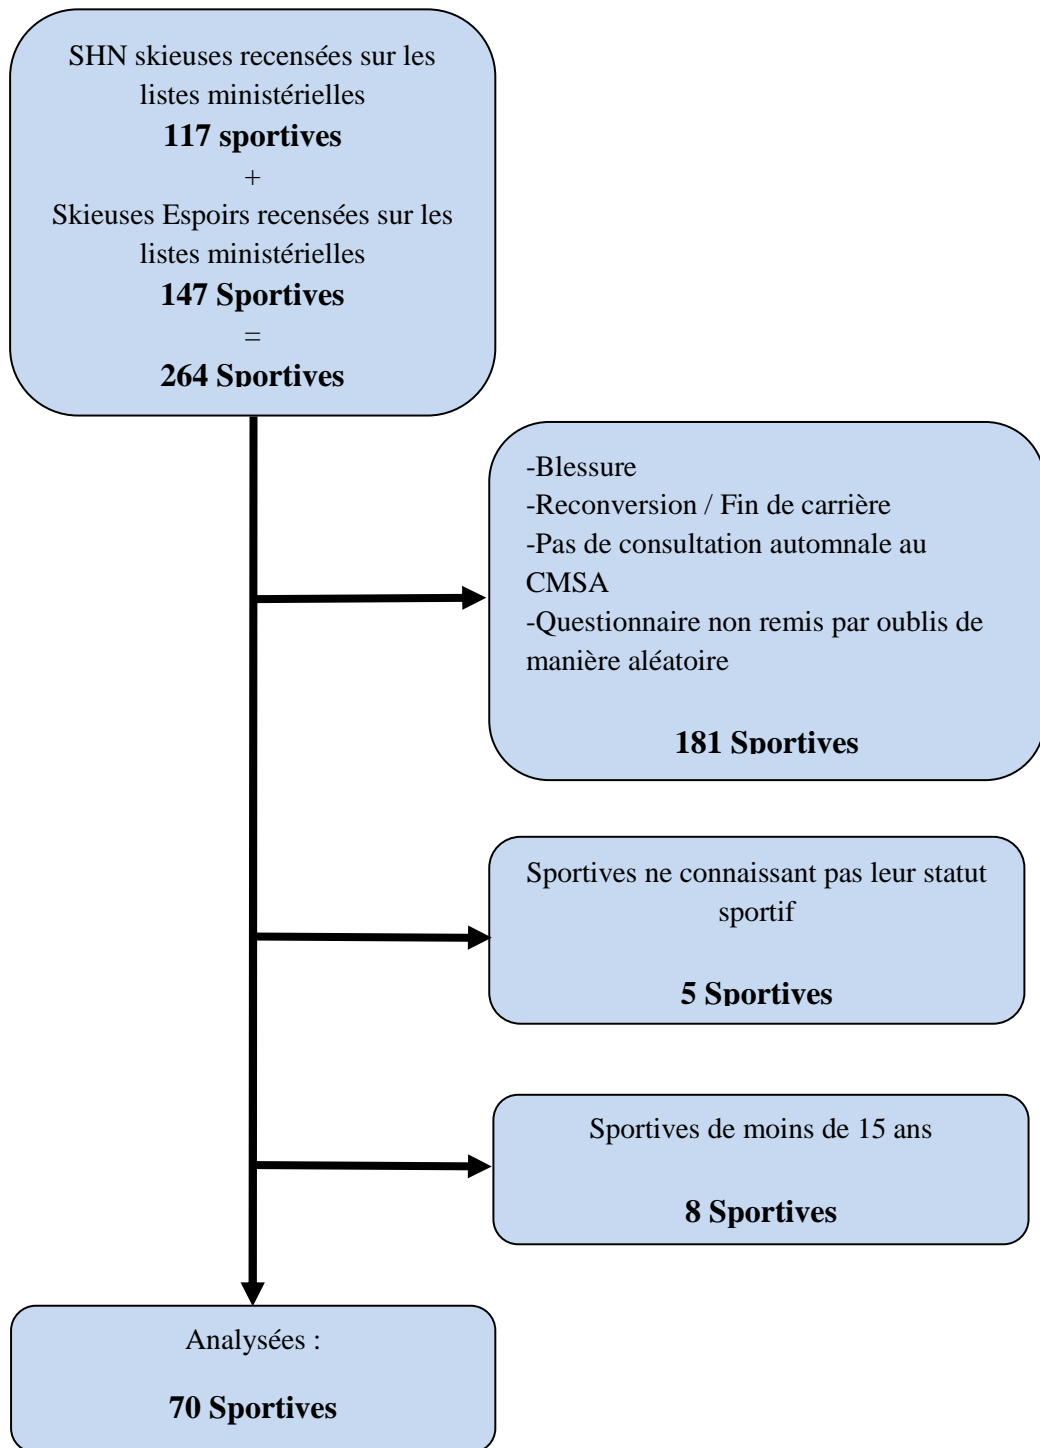 SHN skieuses recensées sur les
listes ministérielles
117 sportives
+
Skieuses Espoirs recensées sur les
listes ministérielles
147 Sportives
=
264 Sportives
-Blessure
-Reconversion / Fin de carrière
-Pas de consultation automnale au
CMSA
-Questionnaire non remis par oublis de
manière aléatoire
181 Sportives
Sportives ne connaissant pas leur statut
sportif
5 Sportives
Sportives de moins de 15 ans
8 Sportives
Analysées :
70 Sportives